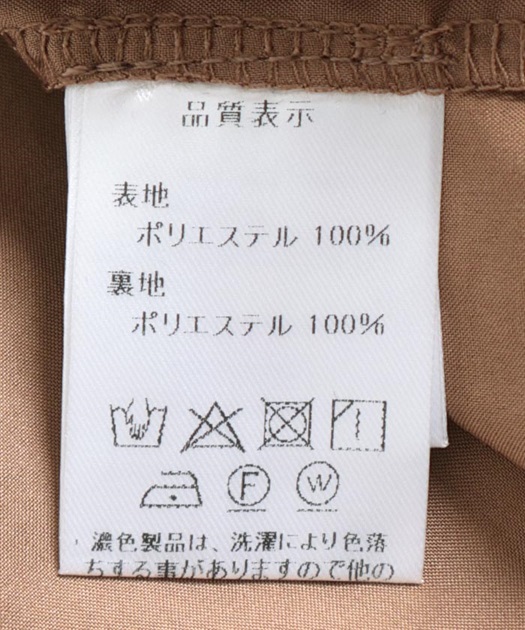 品質表示
表地
ポリエステル 100%
裏地
ポリエステル 100%
F W
濃色製品は、洗濯により色落
ちする事がありますので他の